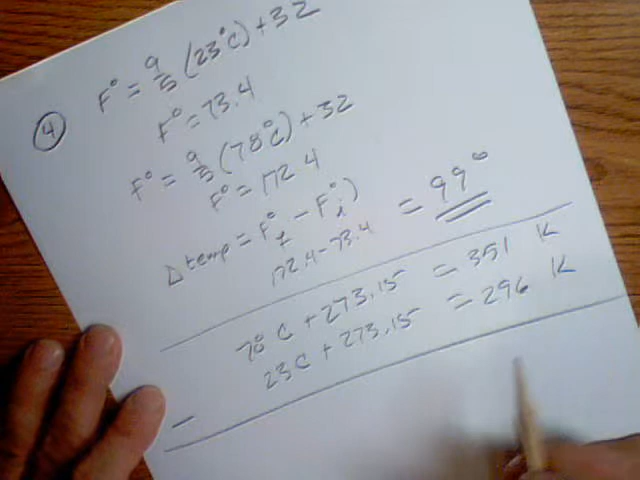 ④ F° = 9/5 (23°C) + 32
F° = 73.4
F° = 9/5 (78°C) + 32
F° = 172.4
Δ temp = F°f - F°i) = 99°
172.4 - 73.4
78 C + 273.15 = 351 K
- 23 C + 273.15 = 296 K